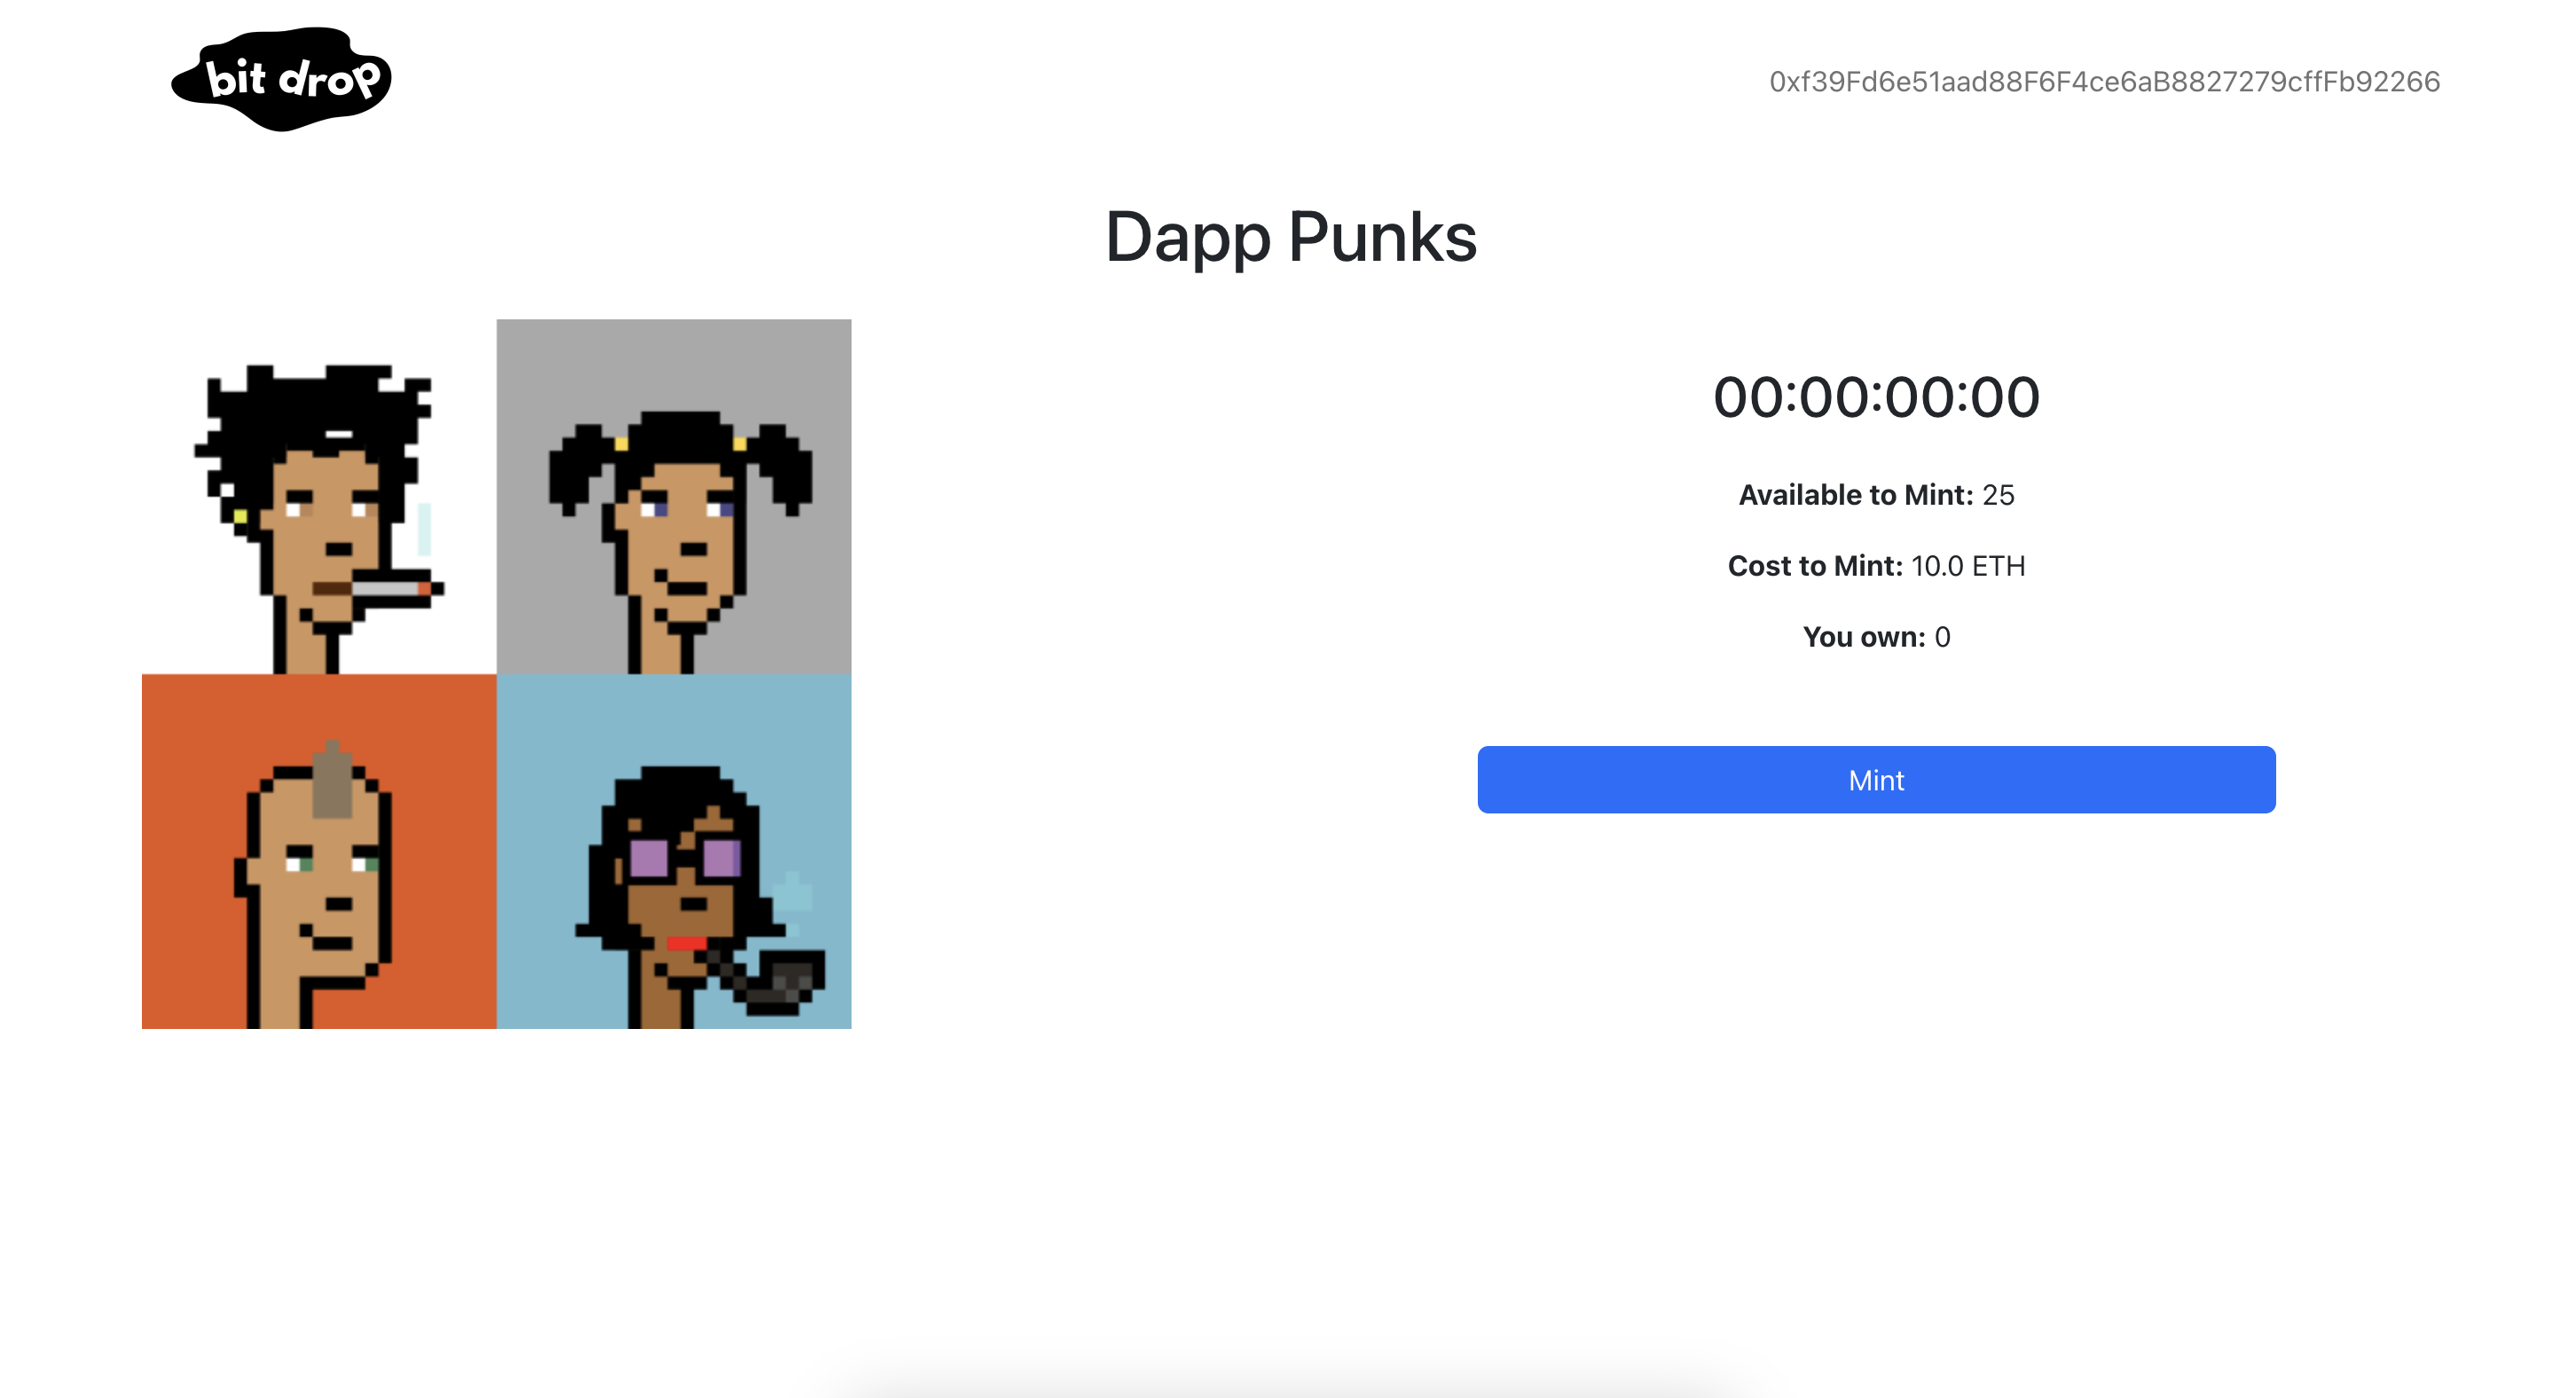 bit drop
0xf39Fd6e51aad88F6F4ce6aB8827279cffFb92266
Dapp Punks
00:00:00:00
Available to Mint: 25
Cost to Mint: 10.0 ETH
You own: 0
Mint